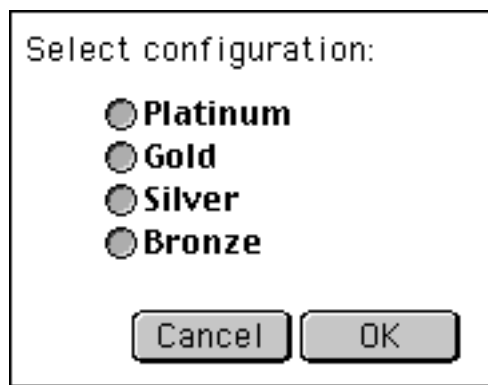 Select configuration:
Platinum
Gold
Silver
Bronze
Cancel OK